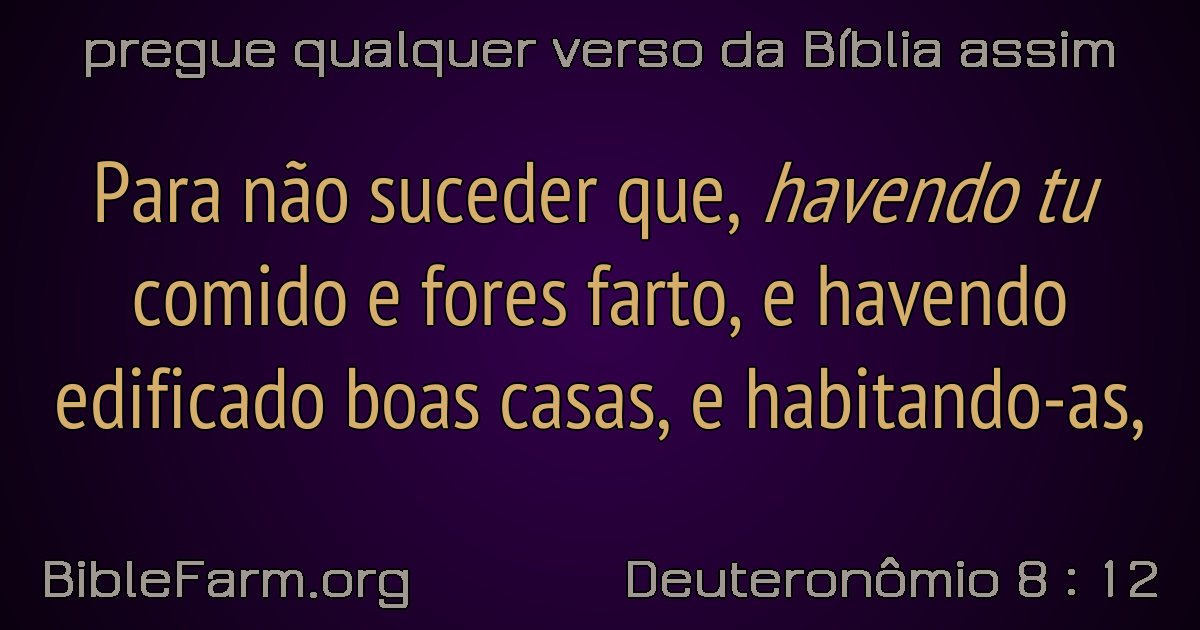 pregue qualquer verso da Bíblia assim
Para não suceder que, havendo tu
comido e fores farto, e havendo
edificado boas casas, e habitando-as,
BibleFarm.org
Deuteronômio 8 : 12